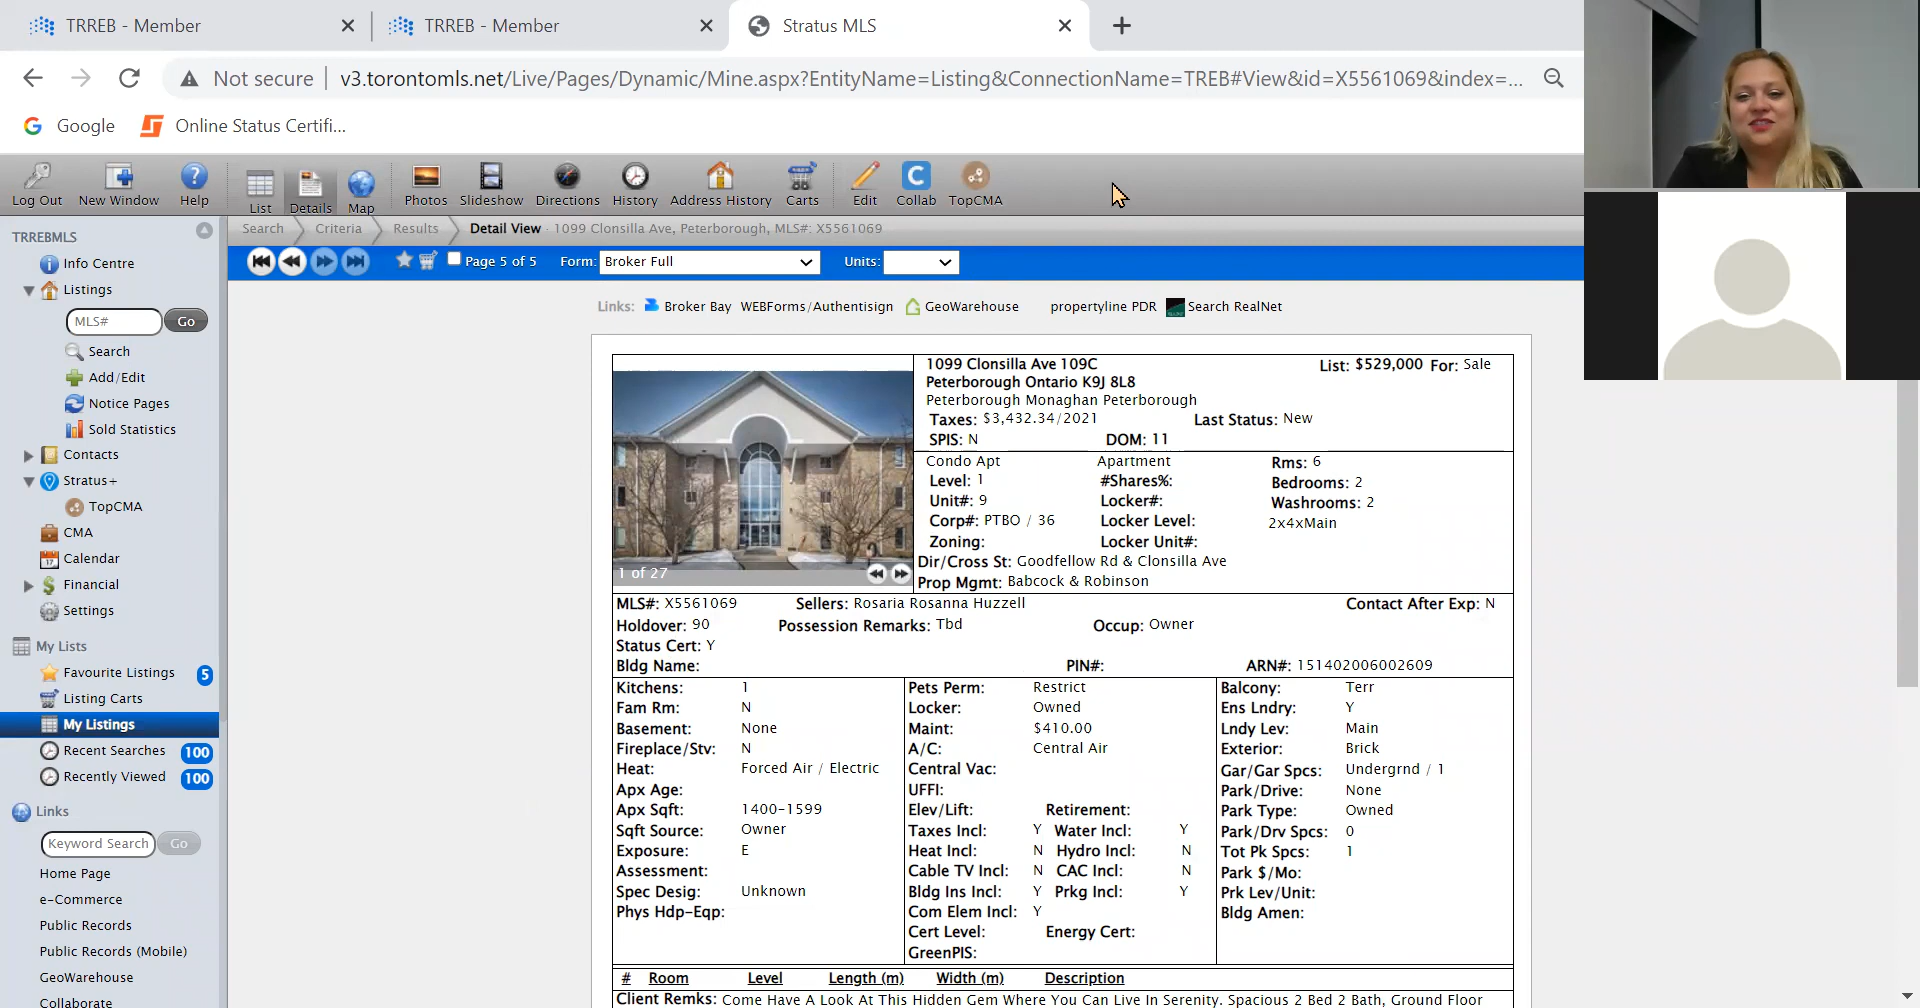 TRREB - Member
TRREB - Member
Stratus MLS
Not secure
v3.torontomls.net/Live/Pages/Dynamic/Mine.aspx?EntityName=Listing&ConnectionName=TREB#View&id=X5561069&index=...
Google
Online Status Certifi...
Log Out New Window Help List Details Map Photos Slideshow Directions History Address History Carts Edit Collab TopCMA
Search Criteria Results Detail View · 1099 Clonsilla Ave, Peterborough, MLS#: X5561069
Page 5 of 5 Form: Broker Full Units:
TRREBMLS
Info Centre
Listings
MLS# Go
Search
Add/Edit
Notice Pages
Sold Statistics
Contacts
Stratus+
TopCMA
CMA
Calendar
Financial
Settings
My Lists
Favourite Listings 5
Listing Carts
My Listings
Recent Searches 100
Recently Viewed 100
Links
Keyword Search Go
Home Page
e-Commerce
Public Records
Public Records (Mobile)
GeoWarehouse
Collaborate
Links: Broker Bay WEBForms/Authentisign GeoWarehouse propertyline PDR Search RealNet
1 of 27
1099 Clonsilla Ave 109C List: $529,000 For: Sale
Peterborough Ontario K9J 8L8
Peterborough Monaghan Peterborough
Taxes: $3,432.34/2021 Last Status: New
SPIS: N DOM: 11
Condo Apt Apartment Rms: 6
Level: 1 #Shares%: Bedrooms: 2
Unit#: 9 Locker#: Washrooms: 2
Corp#: PTBO / 36 Locker Level: 2x4xMain
Zoning: Locker Unit#:
Dir/Cross St: Goodfellow Rd & Clonsilla Ave
Prop Mgmt: Babcock & Robinson
MLS#: X5561069 Sellers: Rosaria Rosanna Huzzell Contact After Exp: N
Holdover: 90 Possession Remarks: Tbd Occup: Owner
Status Cert: Y
Bldg Name: PIN#: ARN#: 151402006002609
Kitchens: 1 Pets Perm: Restrict Balcony: Terr
Fam Rm: N Locker: Owned Ens Lndry: Y
Basement: None Maint: $410.00 Lndy Lev: Main
Fireplace/Stv: N A/C: Central Air Exterior: Brick
Heat: Forced Air / Electric Central Vac: Gar/Gar Spcs: Undergrnd / 1
Apx Age: UFFI: Park/Drive: None
Apx Sqft: 1400-1599 Elev/Lift: Retirement: Park Type: Owned
Sqft Source: Owner Taxes Incl: Y Water Incl: Y Park/Drv Spcs: 0
Exposure: E Heat Incl: N Hydro Incl: N Tot Pk Spcs: 1
Assessment: Cable TV Incl: N CAC Incl: N Park $/Mo:
Spec Desig: Unknown Bldg Ins Incl: Y Prkg Incl: Y Prk Lev/Unit:
Phys Hdp-Eqp: Com Elem Incl: Y Bldg Amen:
Cert Level: Energy Cert:
GreenPIS:
# Room Level Length (m) Width (m) Description
Client Remks: Come Have A Look At This Hidden Gem Where You Can Live In Serenity. Spacious 2 Bed 2 Bath, Ground Floor